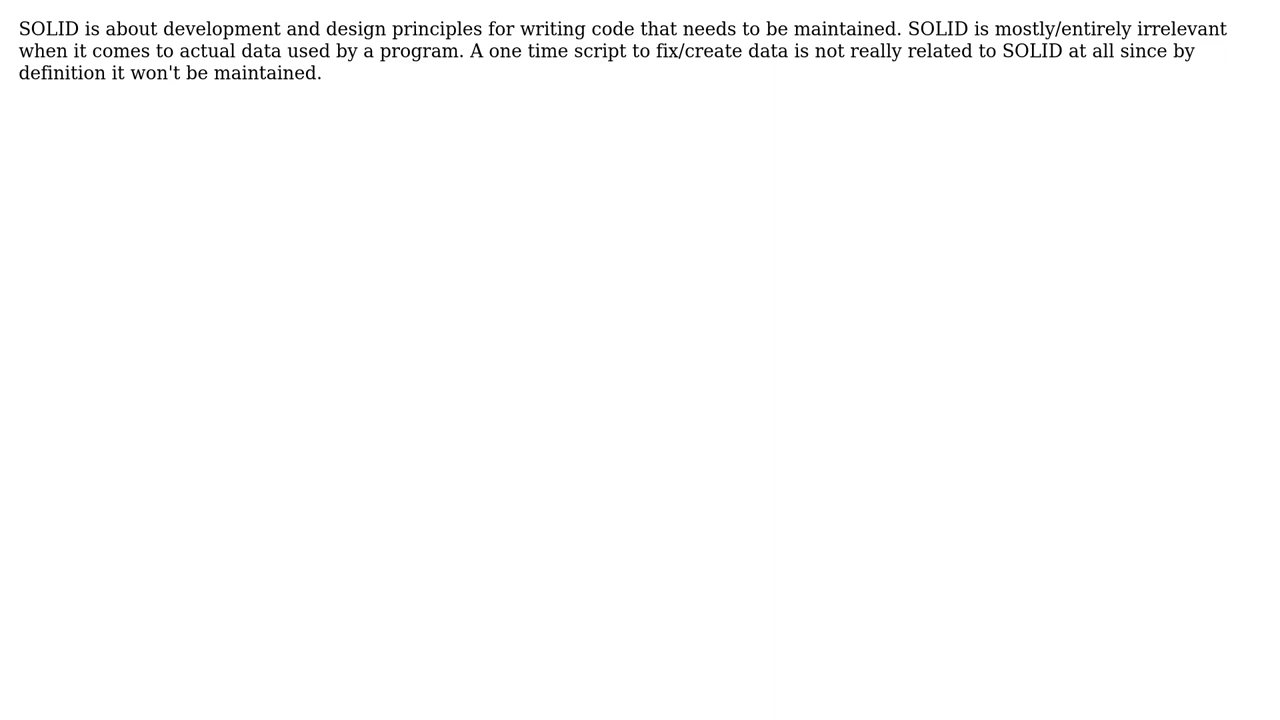 SOLID is about development and design principles for writing code that needs to be maintained. SOLID is mostly/entirely irrelevant
when it comes to actual data used by a program. A one time script to fix/create data is not really related to SOLID at all since by
definition it won't be maintained.